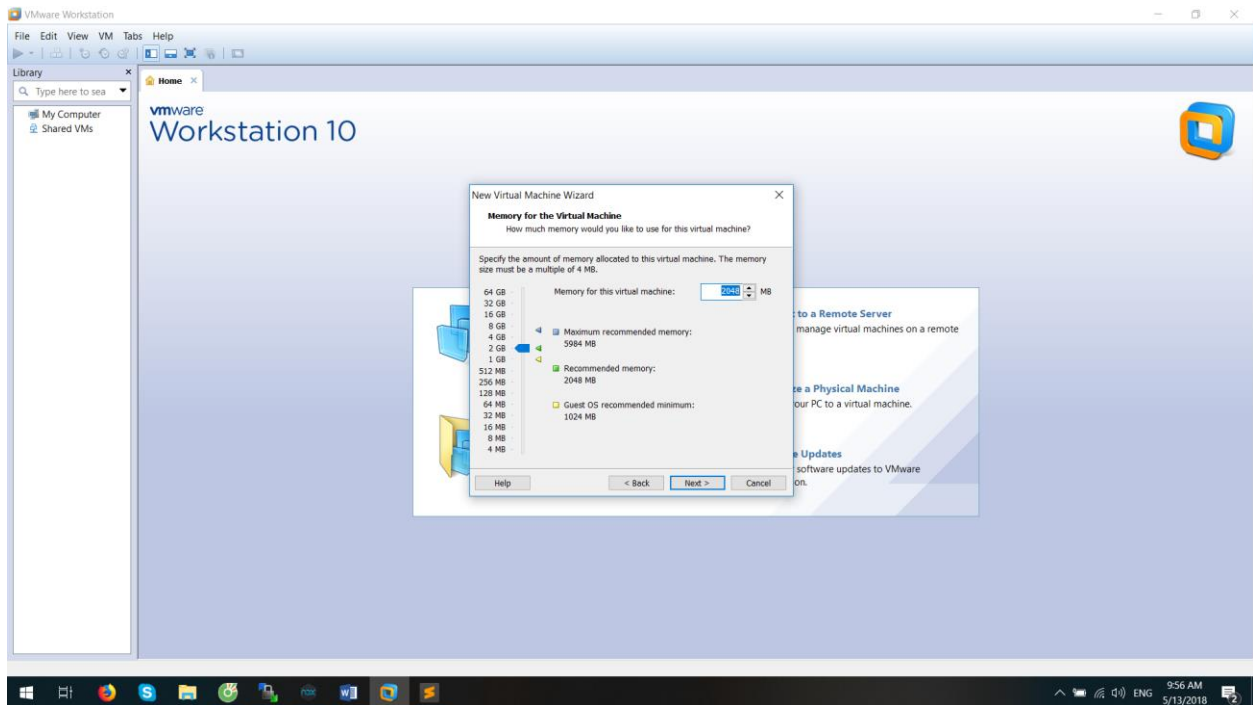 VMware Workstation
File Edit View VM Tabs Help
Library
Type here to sea
My Computer
Shared VMs
Home
vmware
Workstation 10
New Virtual Machine Wizard
Memory for the Virtual Machine
How much memory would you like to use for this virtual machine?
Specify the amount of memory allocated to this virtual machine. The memory
size must be a multiple of 4 MB.
Memory for this virtual machine: 2048 MB
64 GB
32 GB
16 GB
8 GB
4 GB
2 GB
1 GB
512 MB
256 MB
128 MB
64 MB
32 MB
16 MB
8 MB
4 MB
Maximum recommended memory:
5984 MB
Recommended memory:
2048 MB
Guest OS recommended minimum:
1024 MB
Help < Back Next > Cancel
to a Remote Server
manage virtual machines on a remote
a Physical Machine
our PC to a virtual machine.
Updates
software updates to VMware
on.
ENG
9:56 AM
5/13/2018
2